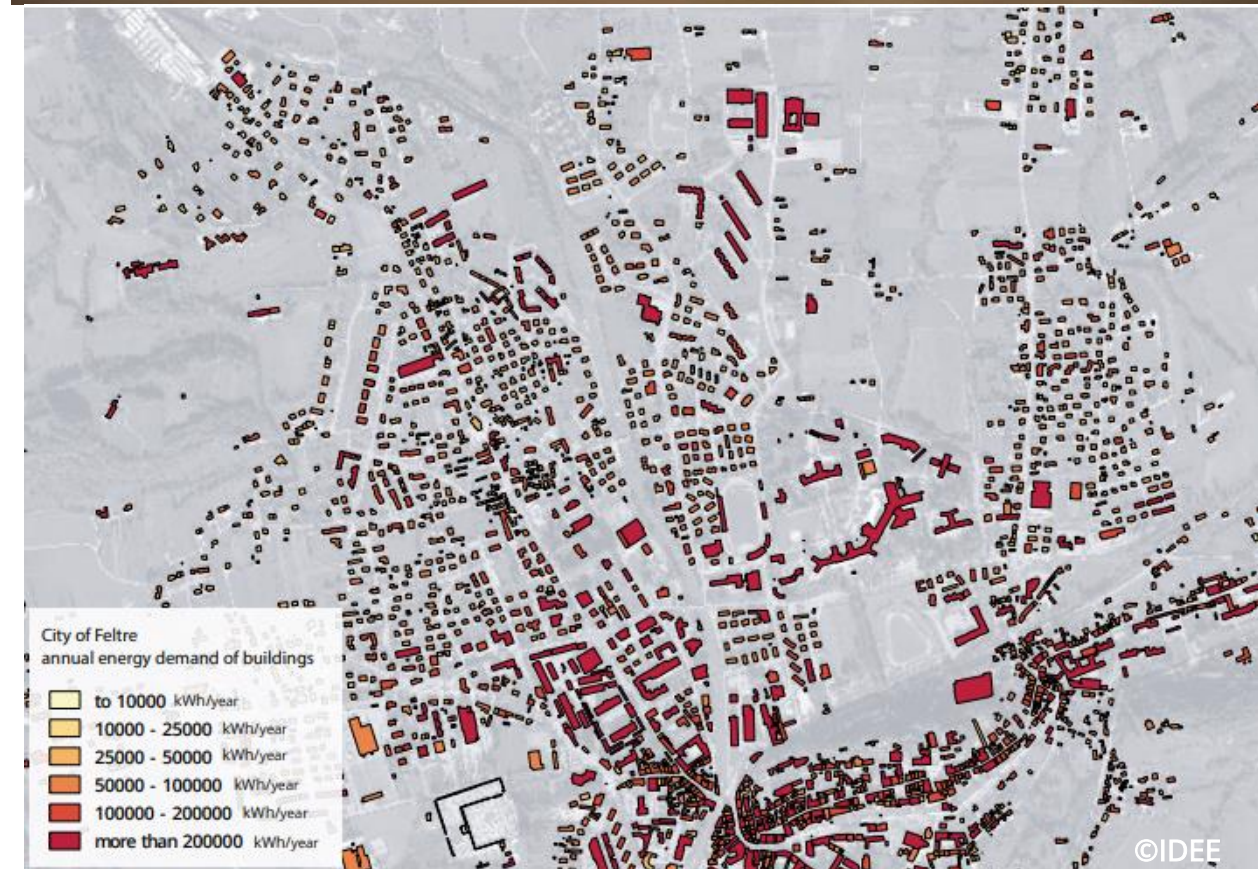 City of Feltre
annual energy demand of buildings
to 10000 kWh/year
10000 - 25000 kWh/year
25000 - 50000 kWh/year
50000 - 100000 kWh/year
100000 - 200000 kWh/year
more than 200000 kWh/year
©IDEE